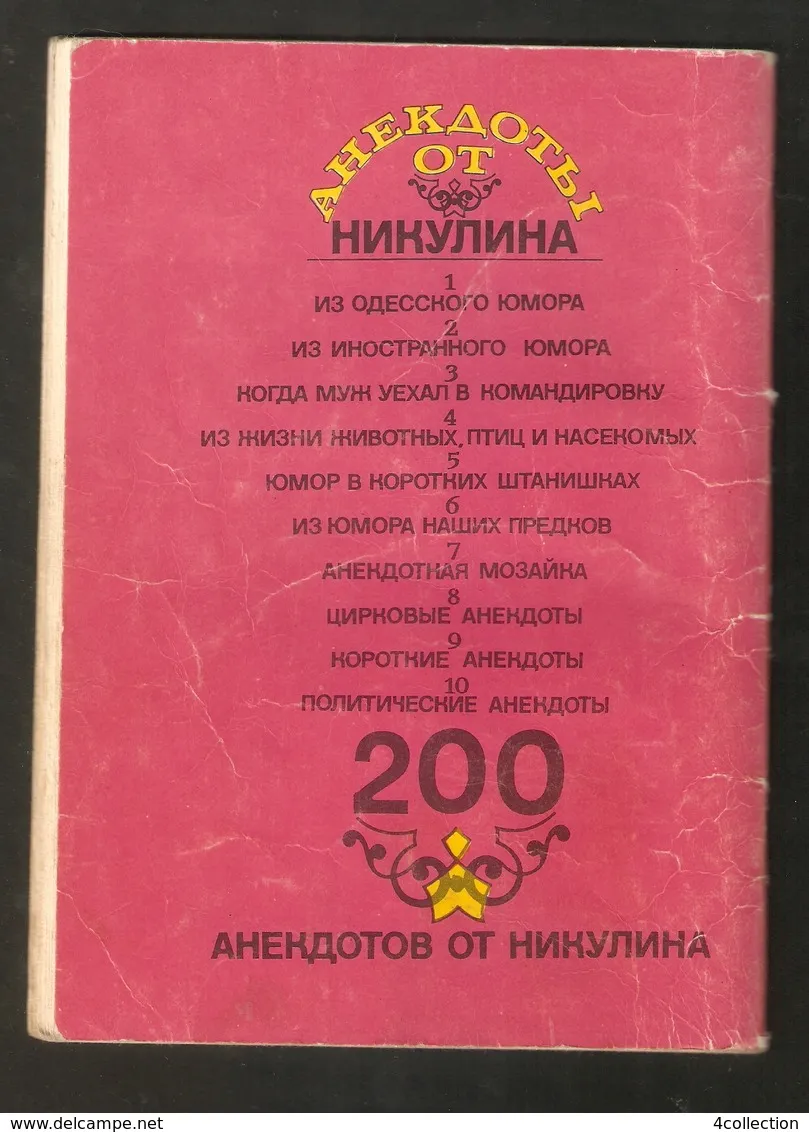 АНЕКДОТЫ
ОТ
НИКУЛИНА
1
ИЗ ОДЕССКОГО ЮМОРА
2
ИЗ ИНОСТРАННОГО ЮМОРА
3
КОГДА МУЖ УЕХАЛ В КОМАНДИРОВКУ
4
ИЗ ЖИЗНИ ЖИВОТНЫХ, ПТИЦ И НАСЕКОМЫХ
5
ЮМОР В КОРОТКИХ ШТАНИШКАХ
6
ИЗ ЮМОРА НАШИХ ПРЕДКОВ
7
АНЕКДОТНАЯ МОЗАЙКА
8
ЦИРКОВЫЕ АНЕКДОТЫ
9
КОРОТКИЕ АНЕКДОТЫ
10
ПОЛИТИЧЕСКИЕ АНЕКДОТЫ
200
АНЕКДОТОВ ОТ НИКУЛИНА
www.delcampe.net
4collection